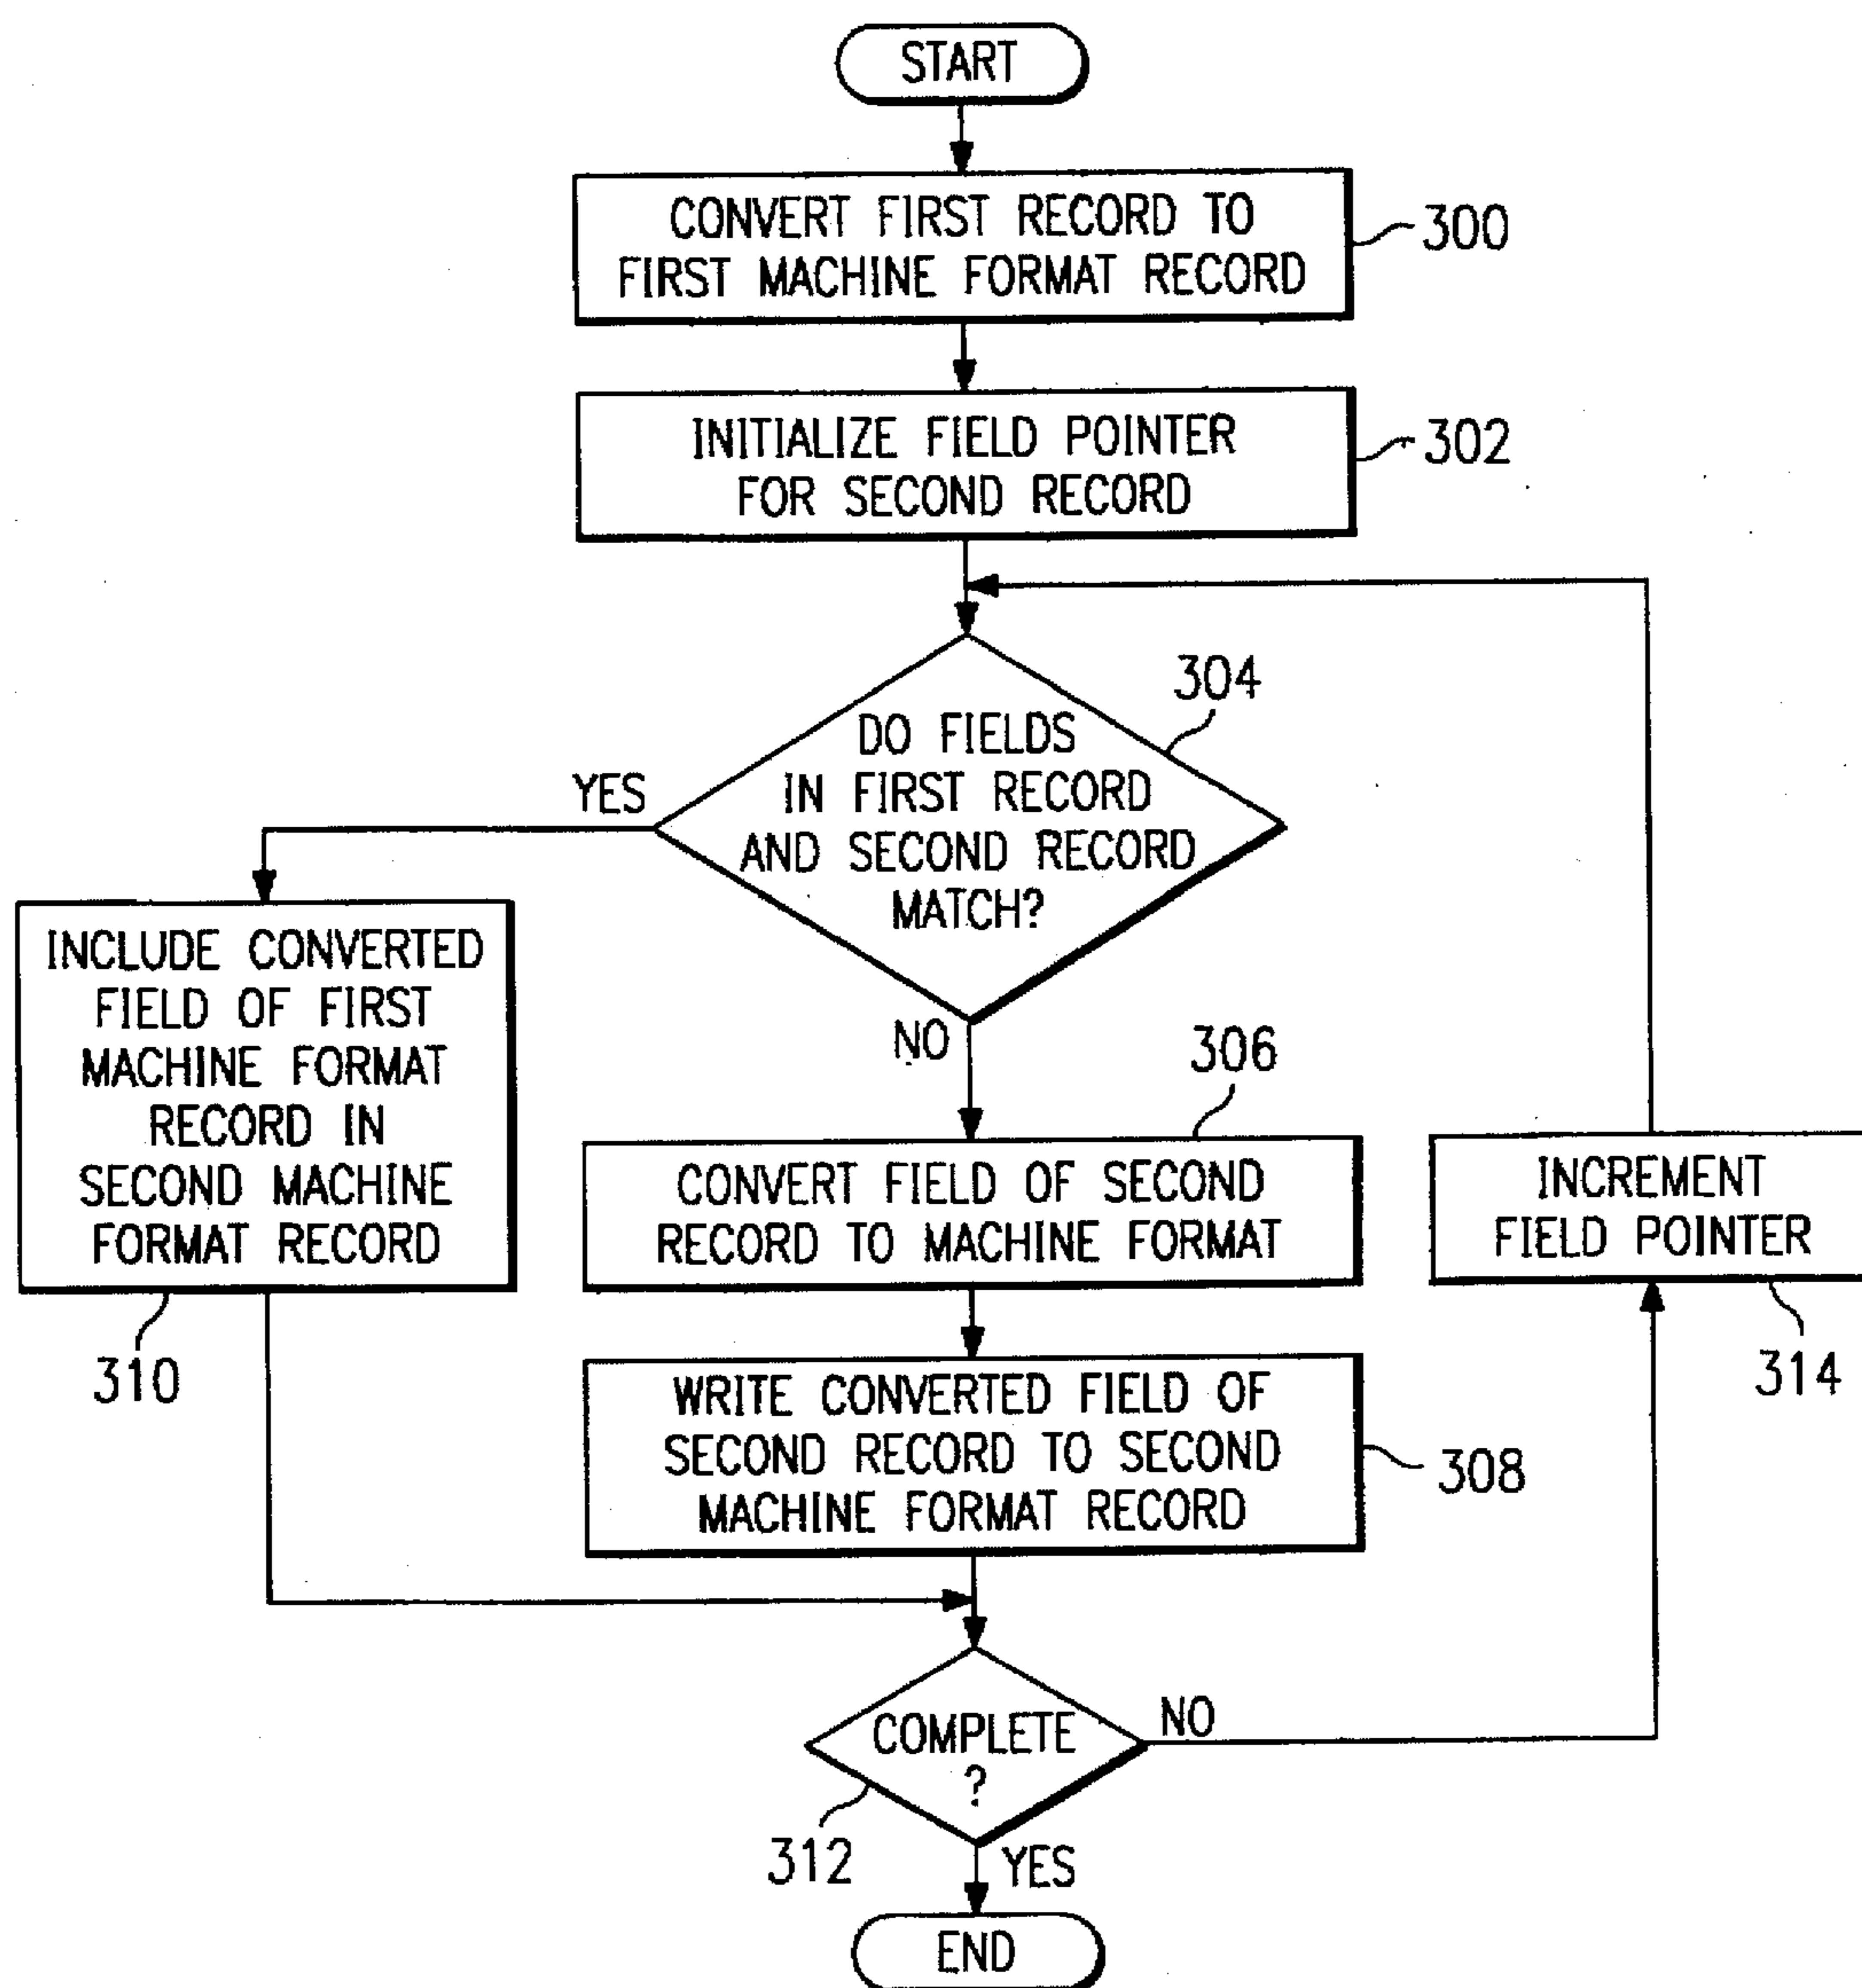 START
CONVERT FIRST RECORD TO
FIRST MACHINE FORMAT RECORD
300
INITIALIZE FIELD POINTER
FOR SECOND RECORD
302
304
DO FIELDS
IN FIRST RECORD
AND SECOND RECORD
MATCH?
YES
NO
INCLUDE CONVERTED
FIELD OF FIRST
MACHINE FORMAT
RECORD IN
SECOND MACHINE
FORMAT RECORD
310
306
CONVERT FIELD OF SECOND
RECORD TO MACHINE FORMAT
INCREMENT
FIELD POINTER
314
WRITE CONVERTED FIELD OF
SECOND RECORD TO SECOND
MACHINE FORMAT RECORD
308
COMPLETE
?
NO
312
YES
END